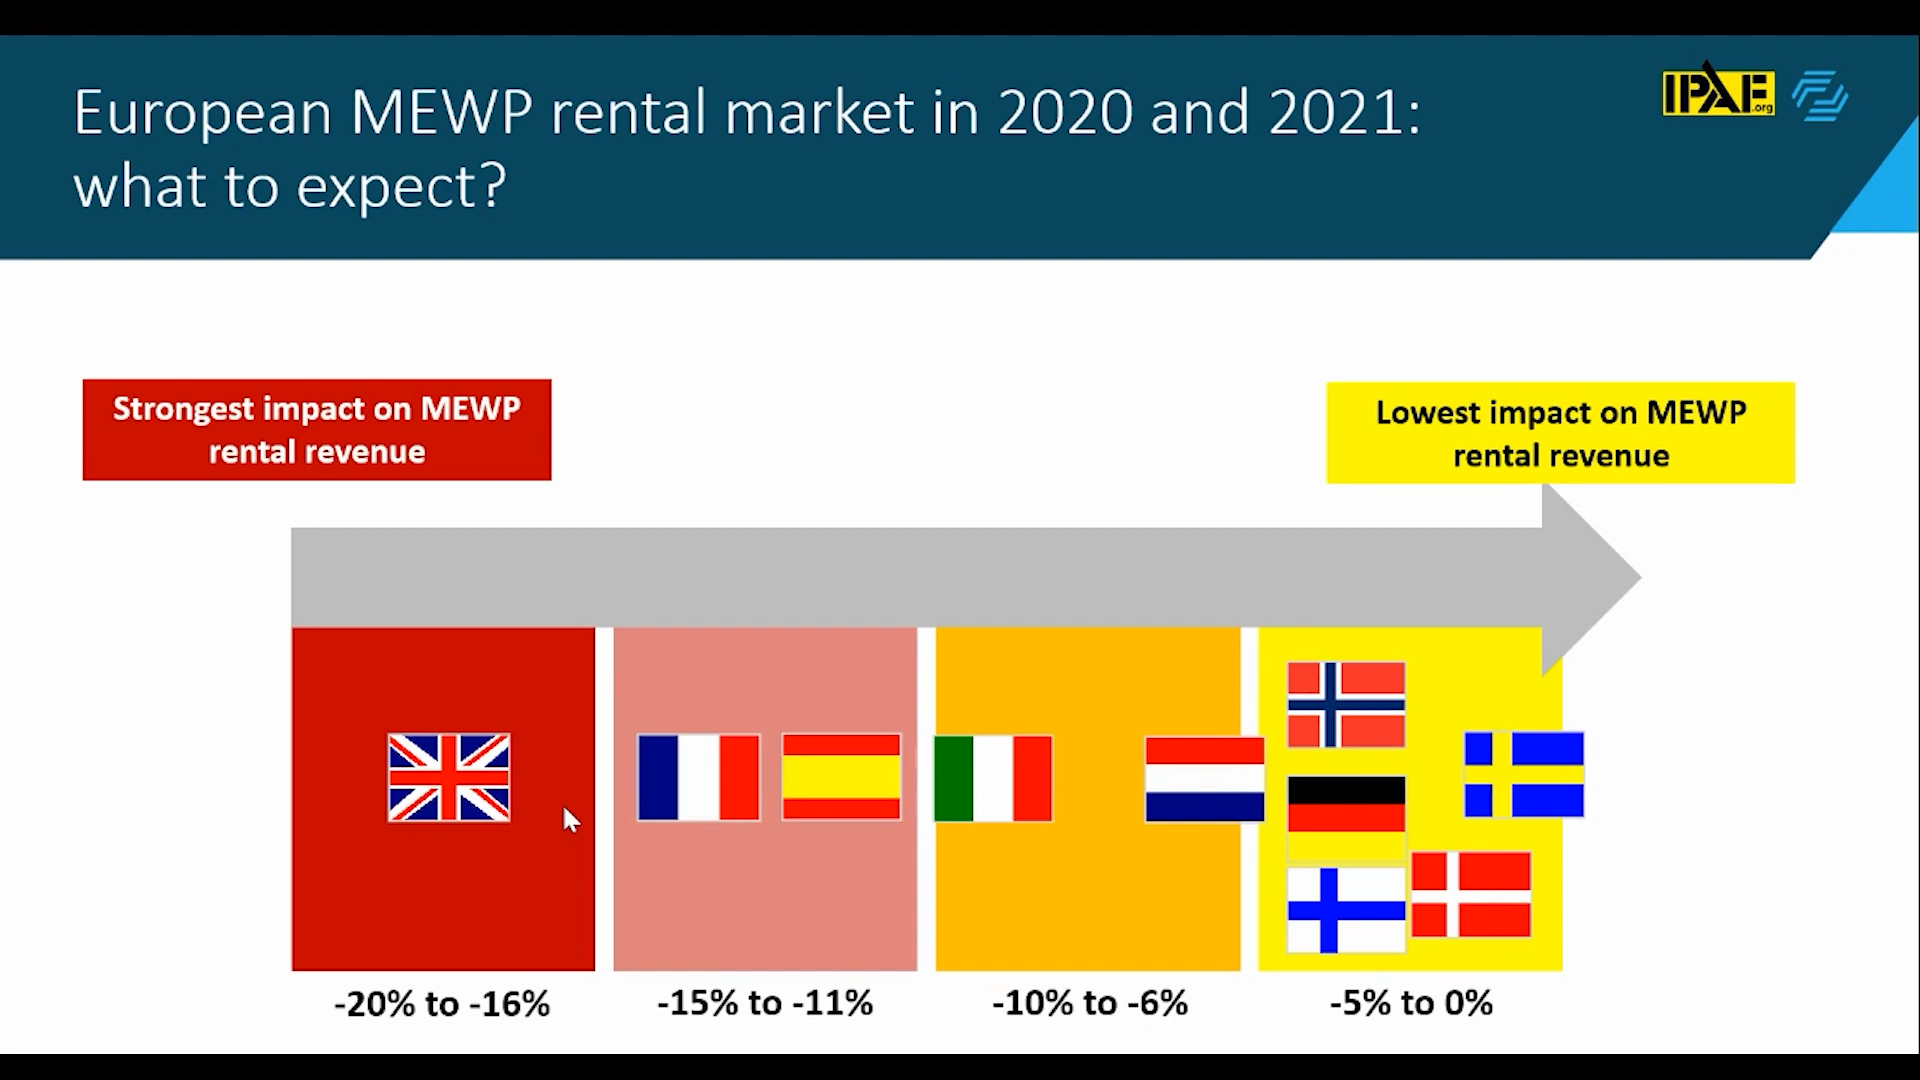 European MEWP rental market in 2020 and 2021:
what to expect?
IPAF
.org
Strongest impact on MEWP
rental revenue
Lowest impact on MEWP
rental revenue
-20% to -16%
-15% to -11%
-10% to -6%
-5% to 0%